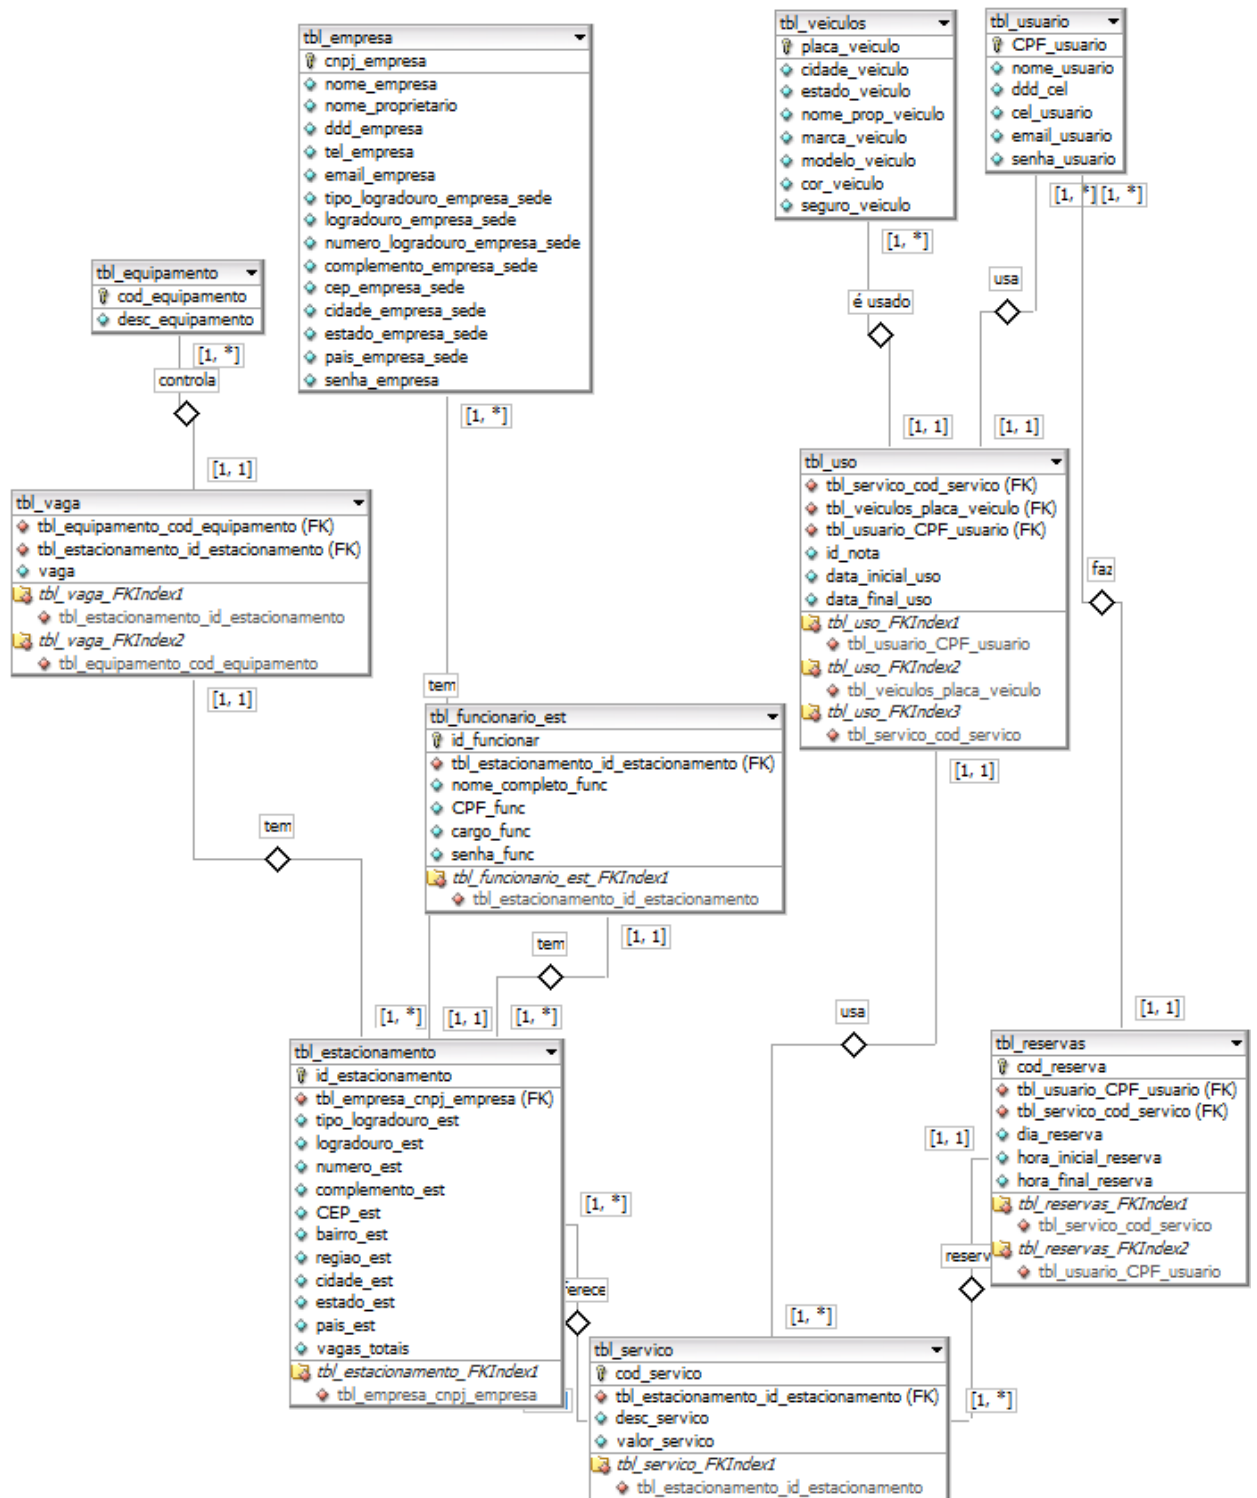 tbl_empresa
cnpj_empresa
nome_empresa
nome_proprietario
ddd_empresa
tel_empresa
email_empresa
tipo_logradouro_empresa_sede
logradouro_empresa_sede
numero_logradouro_empresa_sede
complemento_empresa_sede
cep_empresa_sede
cidade_empresa_sede
estado_empresa_sede
pais_empresa_sede
senha_empresa
[1, *]
tbl_veiculos
placa_veiculo
cidade_veiculo
estado_veiculo
nome_prop_veiculo
marca_veiculo
modelo_veiculo
cor_veiculo
seguro_veiculo
[1, *]
é usado
[1, 1]
tbl_usuario
CPF_usuario
nome_usuario
ddd_cel
cel_usuario
email_usuario
senha_usuario
[1, *]
[1, *]
usa
[1, 1]
tbl_equipamento
cod_equipamento
desc_equipamento
[1, *]
controla
[1, 1]
tbl_vaga
tbl_equipamento_cod_equipamento (FK)
tbl_estacionamento_id_estacionamento (FK)
vaga
tbl_vaga_FKIndex1
tbl_estacionamento_id_estacionamento
tbl_vaga_FKIndex2
tbl_equipamento_cod_equipamento
[1, 1]
tem
[1, *]
tbl_uso
tbl_servico_cod_servico (FK)
tbl_veiculos_placa_veiculo (FK)
tbl_usuario_CPF_usuario (FK)
id_nota
data_inicial_uso
data_final_uso
tbl_uso_FKIndex1
tbl_usuario_CPF_usuario
tbl_uso_FKIndex2
tbl_veiculos_placa_veiculo
tbl_uso_FKIndex3
tbl_servico_cod_servico
[1, 1]
faz
tem
tbl_funcionario_est
id_funcionar
tbl_estacionamento_id_estacionamento (FK)
nome_completo_func
CPF_func
cargo_func
senha_func
tbl_funcionario_est_FKIndex1
tbl_estacionamento_id_estacionamento
[1, 1]
tem
[1, 1]
[1, *]
usa
[1, 1]
tbl_estacionamento
id_estacionamento
tbl_empresa_cnpj_empresa (FK)
tipo_logradouro_est
logradouro_est
numero_est
complemento_est
CEP_est
bairro_est
regiao_est
cidade_est
estado_est
pais_est
vagas_totais
tbl_estacionamento_FKIndex1
tbl_empresa_cnpj_empresa
[1, *]
ferece
tbl_reservas
cod_reserva
tbl_usuario_CPF_usuario (FK)
tbl_servico_cod_servico (FK)
dia_reserva
hora_inicial_reserva
hora_final_reserva
tbl_reservas_FKIndex1
tbl_servico_cod_servico
tbl_reservas_FKIndex2
tbl_usuario_CPF_usuario
[1, 1]
reserv
[1, *]
[1, *]
tbl_servico
cod_servico
tbl_estacionamento_id_estacionamento (FK)
desc_servico
valor_servico
tbl_servico_FKIndex1
tbl_estacionamento_id_estacionamento